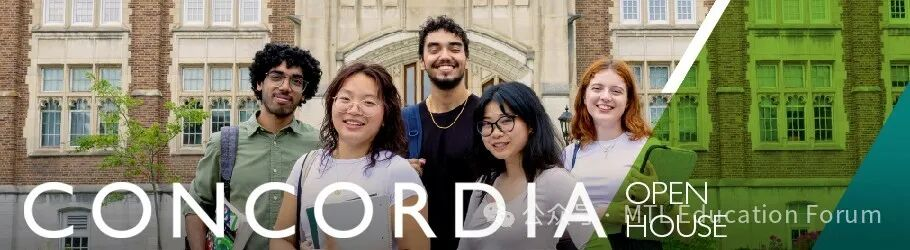 CONCORDIA
OPEN
HOUSE
公众号 · MTL Education Forum